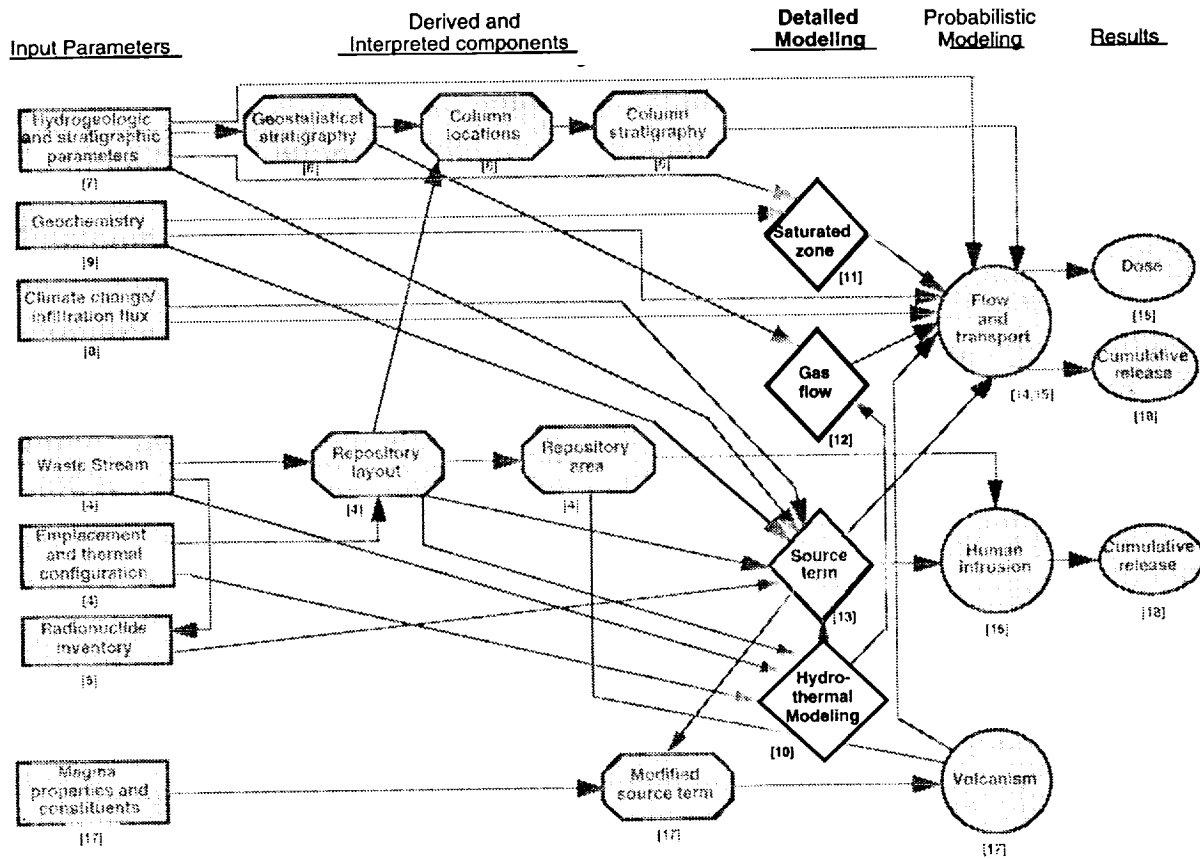 Input Parameters
Derived and
Interpreted components
Detailed
Modeling
Probabilistic
Modeling
Results
Hydrogeologic
and stratigraphic
parameters
[7]
Geostatistical
stratigraphy
[6]
Column
locations
Column
stratigraphy
Geochemistry
[9]
Saturated
zone
[11]
Climate change/
infiltration flux
[8]
Flow
and
transport
[14,15]
Dose
Cumulative
release
[18]
Gas
flow
[12]
Waste Stream
[4]
Repository
layout
[4]
Repository
area
[4]
Emplacement
and thermal
configuration
[4]
Source
term
[13]
Human
intrusion
[16]
Cumulative
release
[18]
Radionuclide
inventory
[5]
Hydro-
thermal
Modeling
[10]
Magma
properties and
constituents
[17]
Modified
source term
[17]
Volcanism
[17]